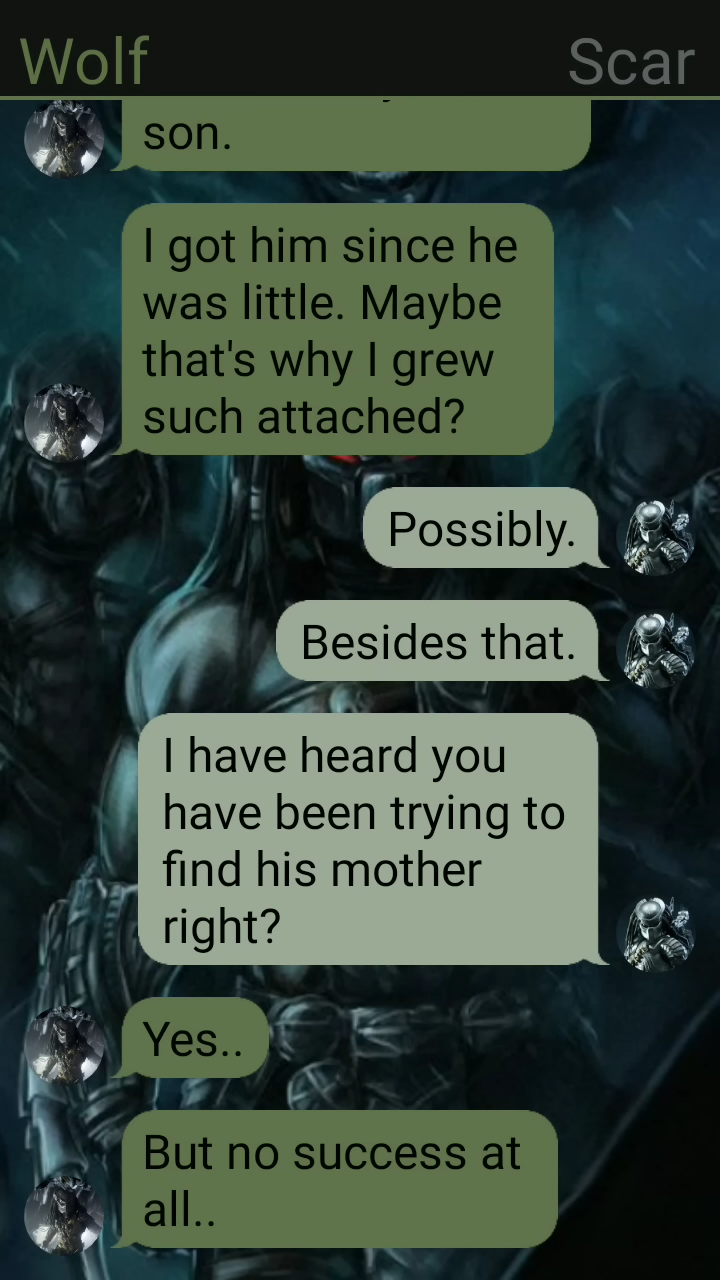 Wolf
Scar
son.
I got him since he
was little. Maybe
that's why I grew
such attached?
Possibly.
Besides that.
I have heard you
have been trying to
find his mother
right?
Yes..
But no success at
all..